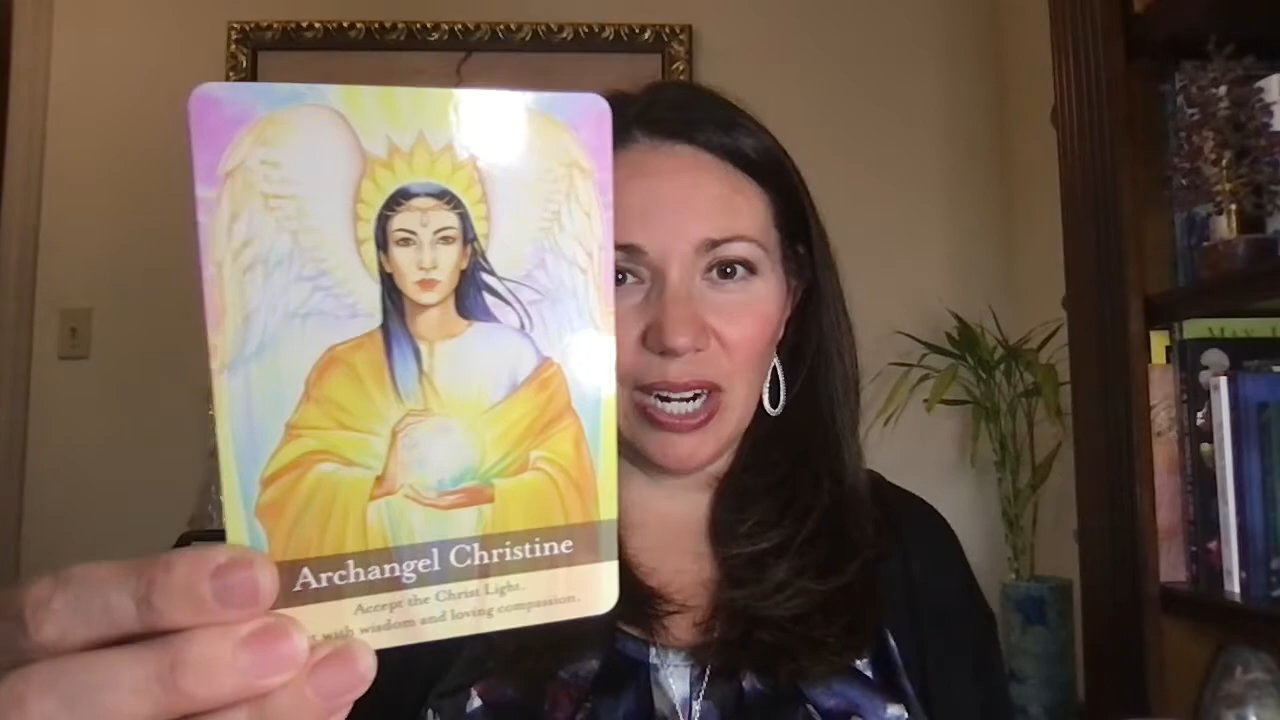 Archangel Christine
Accept the Christ Light.
with wisdom and loving compassion.